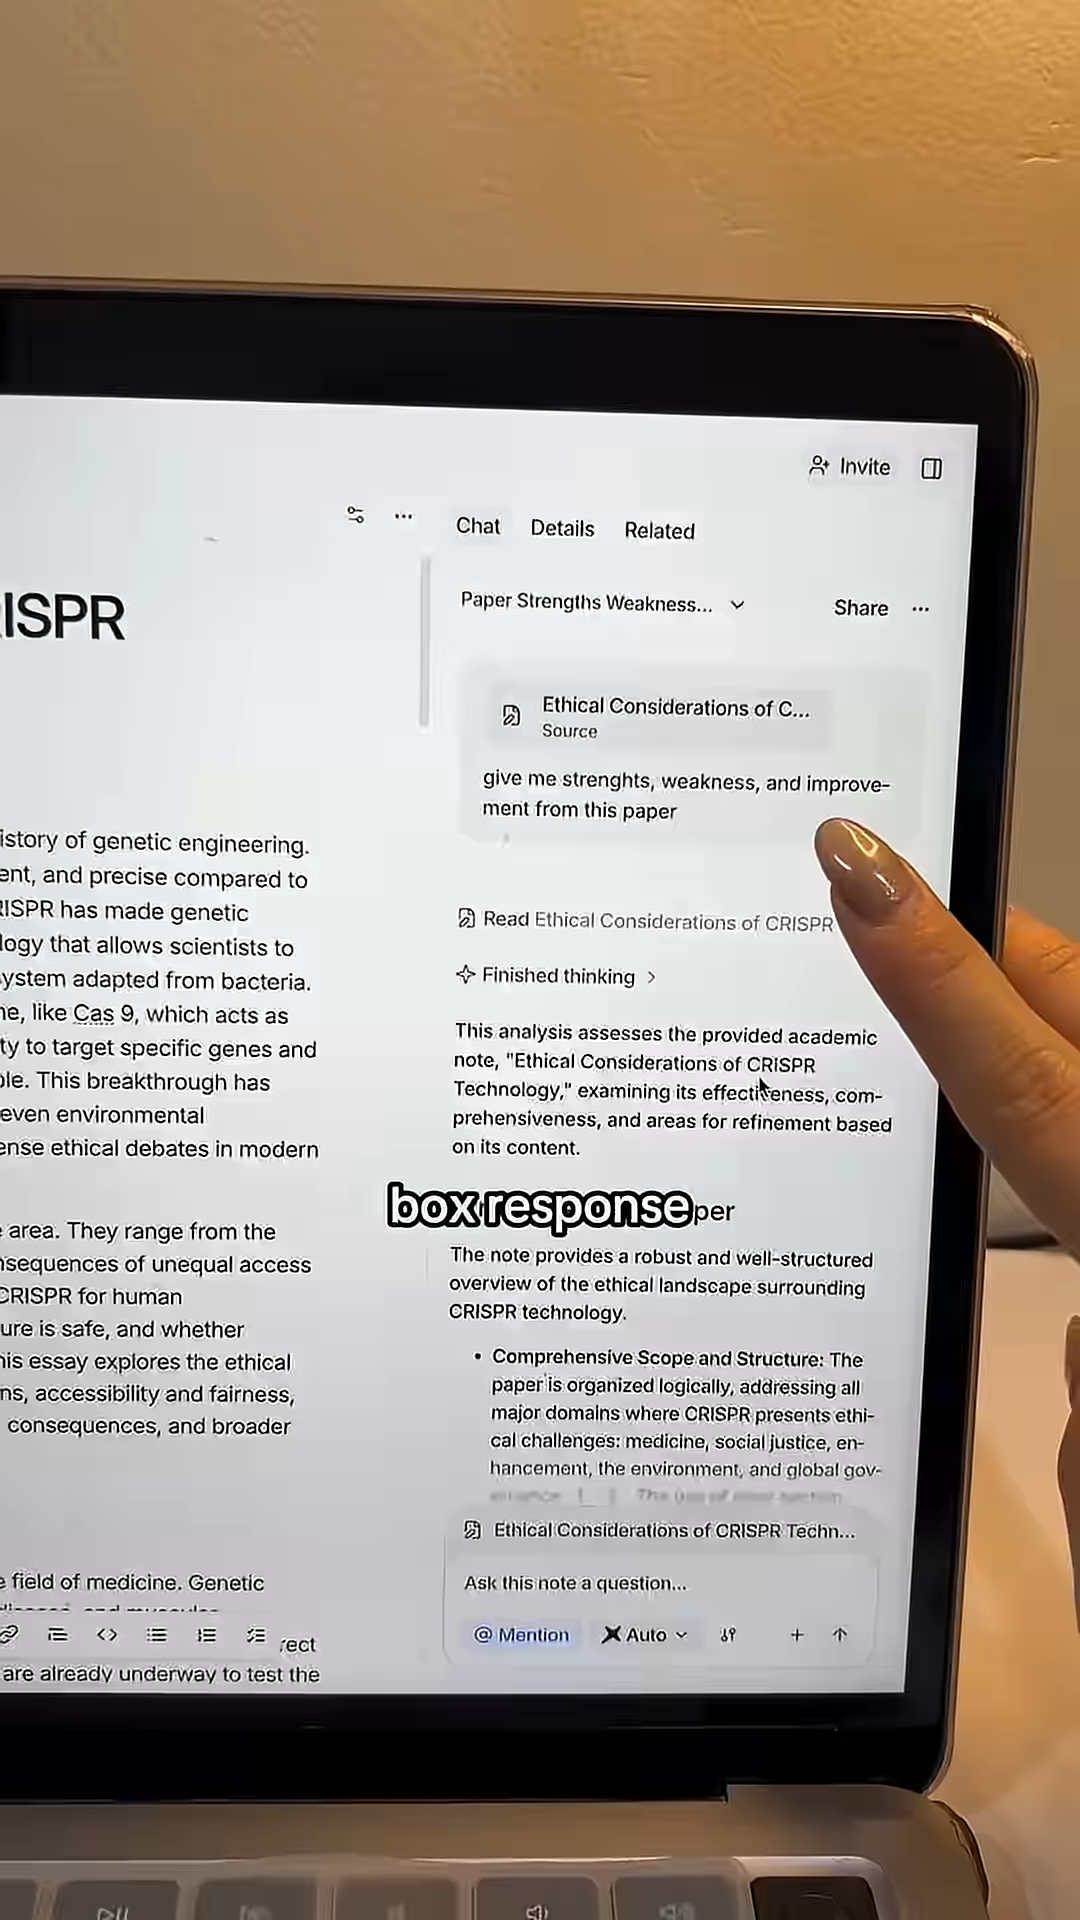 Invite
Chat Details Related
ISPR
Paper Strengths Weakness...
Share
Ethical Considerations of C...
Source
give me strenghts, weakness, and improve-
ment from this paper
Read Ethical Considerations of CRISPR
Finished thinking
This analysis assesses the provided academic
note, "Ethical Considerations of CRISPR
Technology," examining its effectiveness, com-
prehensiveness, and areas for refinement based
on its content.
box response
per
The note provides a robust and well-structured
overview of the ethical landscape surrounding
CRISPR technology.
• Comprehensive Scope and Structure: The
paper is organized logically, addressing all
major domains where CRISPR presents ethi-
cal challenges: medicine, social justice, en-
hancement, the environment, and global gov-
Ethical Considerations of CRISPR Techn...
Ask this note a question...
@ Mention Auto
istory of genetic engineering.
ent, and precise compared to
RISPR has made genetic
logy that allows scientists to
system adapted from bacteria.
ne, like Cas 9, which acts as
ty to target specific genes and
ole. This breakthrough has
even environmental
ense ethical debates in modern
area. They range from the
nsequences of unequal access
CRISPR for human
ure is safe, and whether
his essay explores the ethical
ns, accessibility and fairness,
consequences, and broader
e field of medicine. Genetic
rect
are already underway to test the